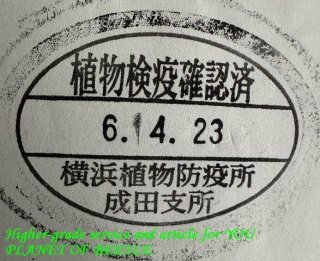 植物検疫確認済
6. 4. 23
横浜植物防疫所
成田支所
Higher-grade service and article for YOU
PLANET OF BEETLE